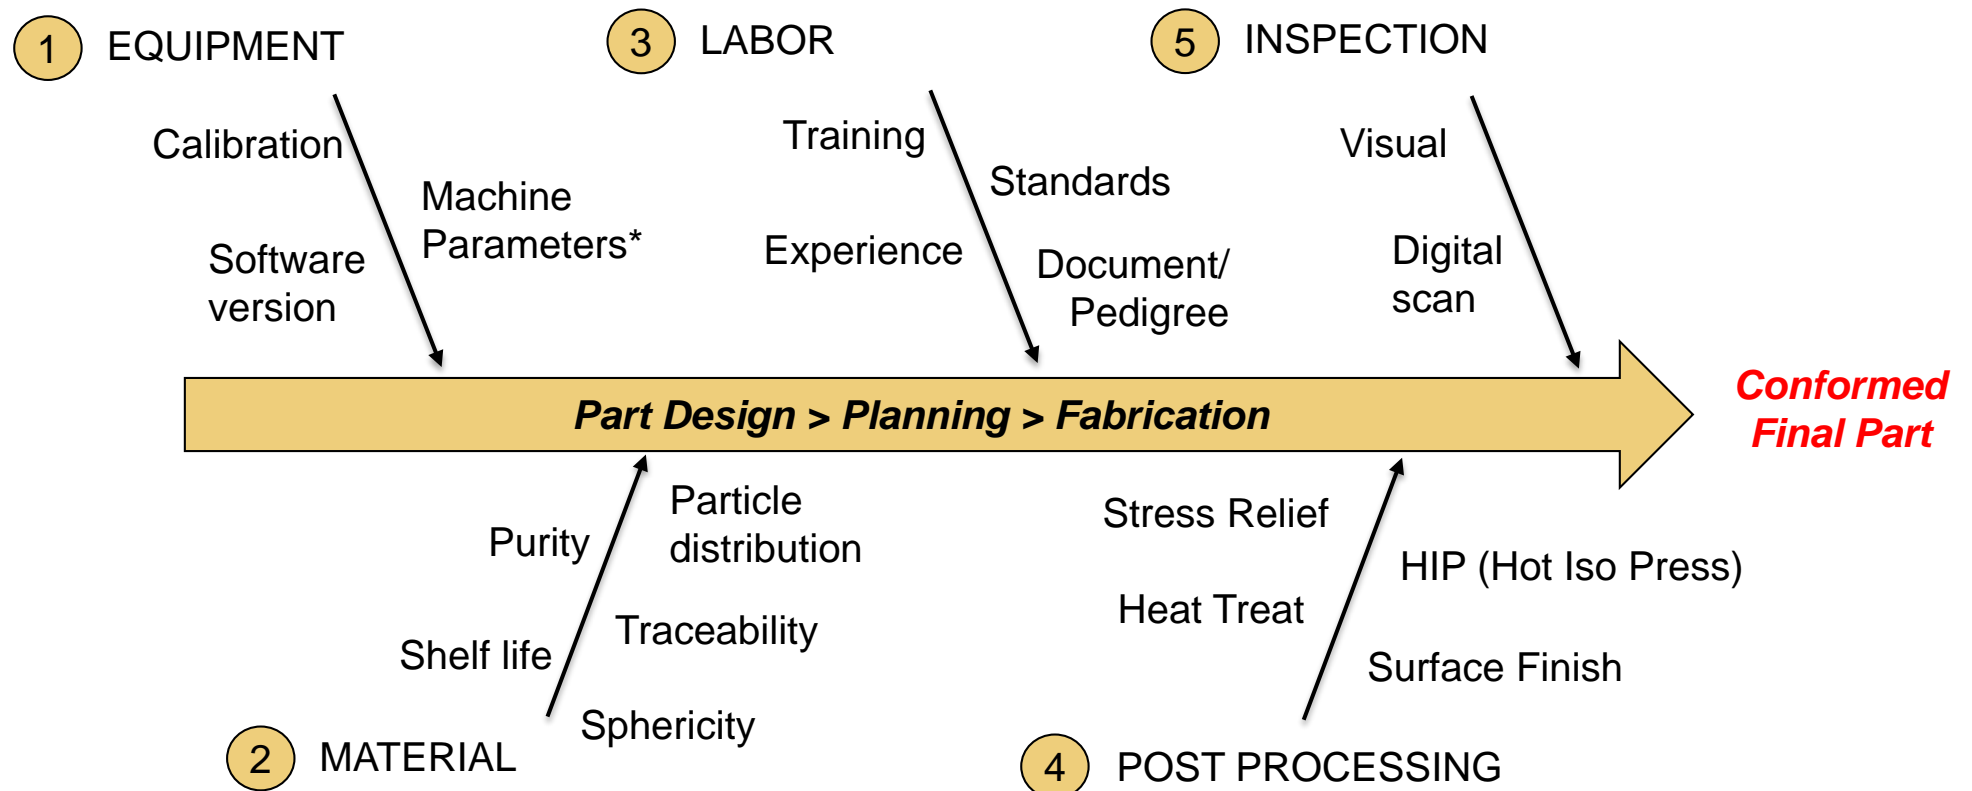 1 EQUIPMENT
3 LABOR
5 INSPECTION
Calibration
Machine
Parameters*
Software
version
Training
Standards
Experience
Document/
Pedigree
Visual
Digital
scan
Part Design > Planning > Fabrication
Conformed
Final Part
Purity
Particle
distribution
Shelf life
Traceability
Sphericity
2 MATERIAL
Stress Relief
HIP (Hot Iso Press)
Heat Treat
Surface Finish
4 POST PROCESSING